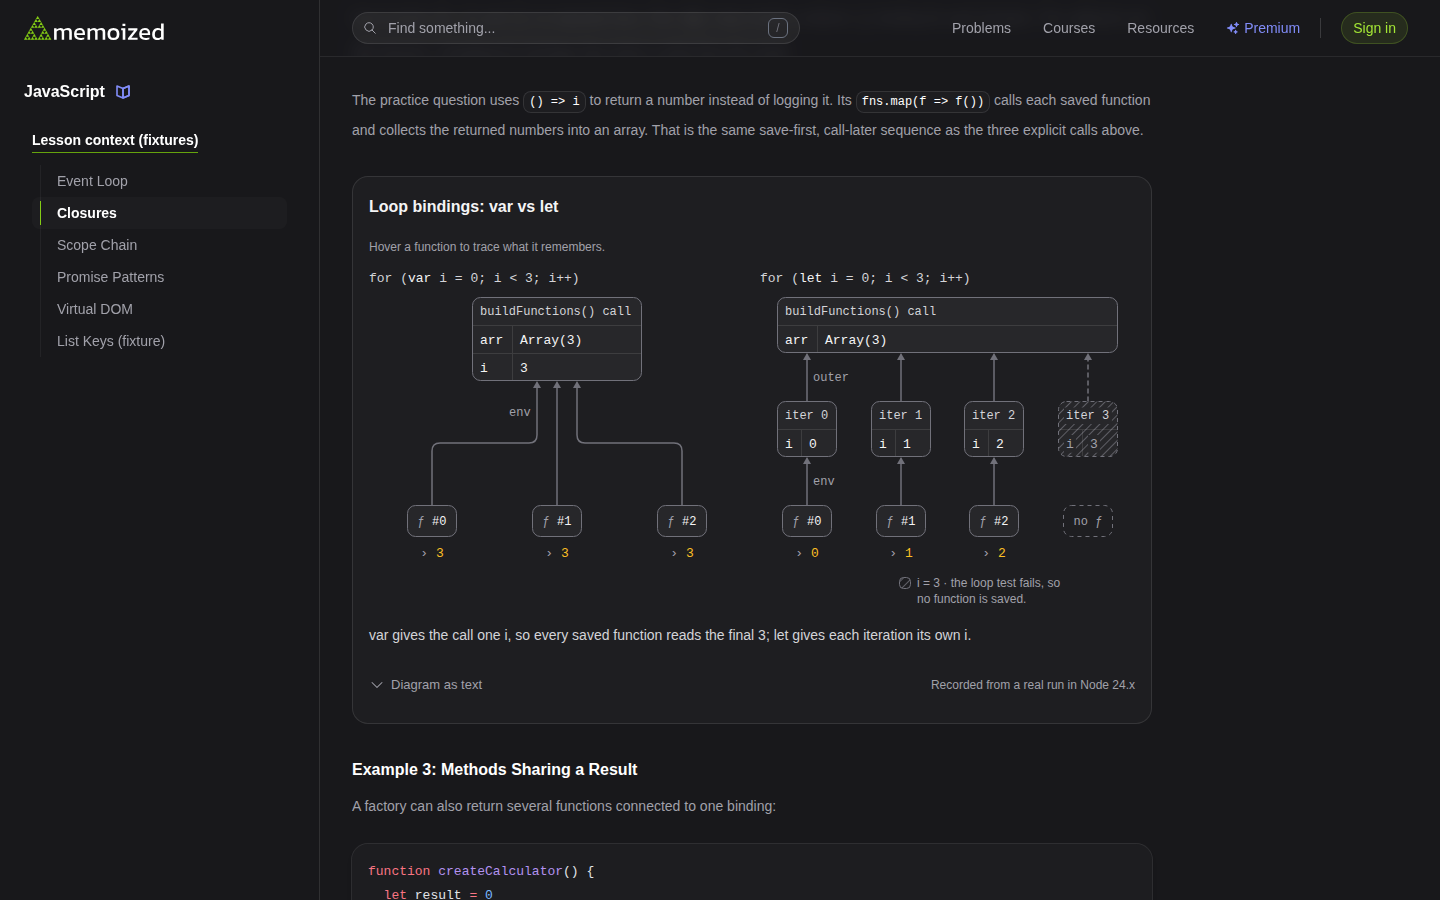 memoized
Find something...
/
Problems
Courses
Resources
Premium
Sign in
JavaScript
Lesson context (fixtures)
Event Loop
Closures
Scope Chain
Promise Patterns
Virtual DOM
List Keys (fixture)
The practice question uses () => i to return a number instead of logging it. Its fns.map(f => f()) calls each saved function
and collects the returned numbers into an array. That is the same save-first, call-later sequence as the three explicit calls above.
Loop bindings: var vs let
Hover a function to trace what it remembers.
for (var i = 0; i < 3; i++)
buildFunctions() call
arr Array(3)
i 3
env
ƒ #0
ƒ #1
ƒ #2
› 3
› 3
› 3
for (let i = 0; i < 3; i++)
buildFunctions() call
arr Array(3)
outer
iter 0
iter 1
iter 2
iter 3
i 0
i 1
i 2
i 3
env
ƒ #0
ƒ #1
ƒ #2
no ƒ
› 0
› 1
› 2
i = 3 · the loop test fails, so
no function is saved.
var gives the call one i, so every saved function reads the final 3; let gives each iteration its own i.
Diagram as text
Recorded from a real run in Node 24.x
Example 3: Methods Sharing a Result
A factory can also return several functions connected to one binding:
function createCalculator() {
let result = 0